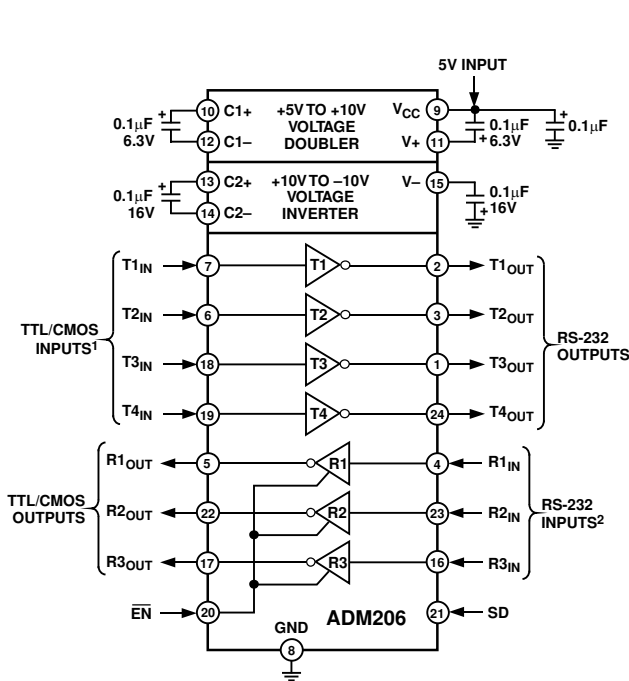 5V INPUT
10 C1+ +5V TO +10V VOLTAGE DOUBLER VCC 9
0.1μF 6.3V
12 C1– V+ 11
0.1μF 6.3V
0.1μF
13 C2+ +10V TO –10V VOLTAGE INVERTER V– 15
0.1μF 16V
14 C2–
0.1μF 16V
T1IN 7 T1 2 T1OUT
T2IN 6 T2 3 T2OUT
TTL/CMOS INPUTS1
RS-232 OUTPUTS
T3IN 18 T3 1 T3OUT
T4IN 19 T4 24 T4OUT
R1OUT 5 R1 4 R1IN
TTL/CMOS OUTPUTS
R2OUT 22 R2 23 R2IN
RS-232 INPUTS2
R3OUT 17 R3 16 R3IN
EN 20 ADM206 21 SD
GND
8